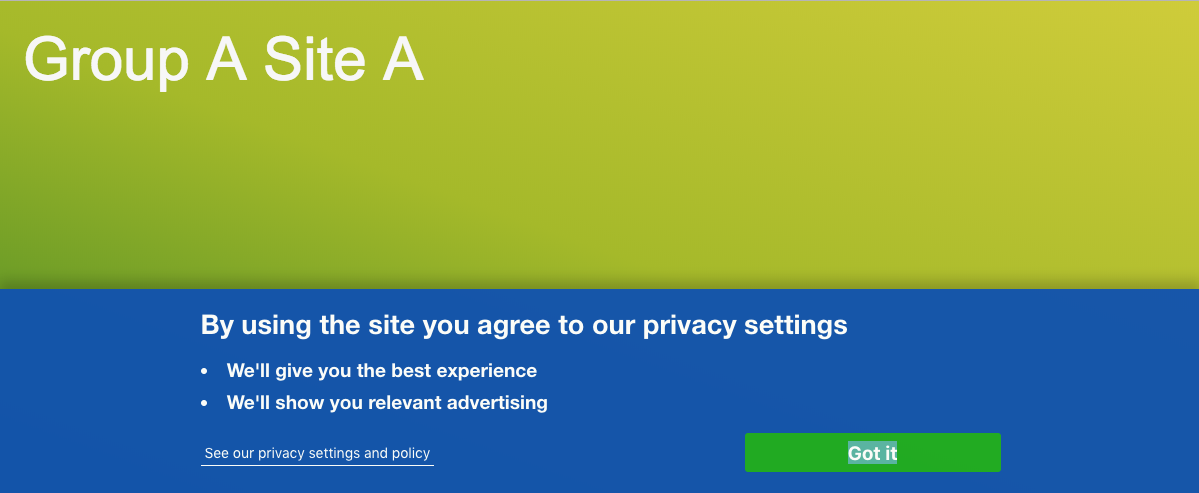 Group A Site A
By using the site you agree to our privacy settings
• We'll give you the best experience
• We'll show you relevant advertising
See our privacy settings and policy
Got it